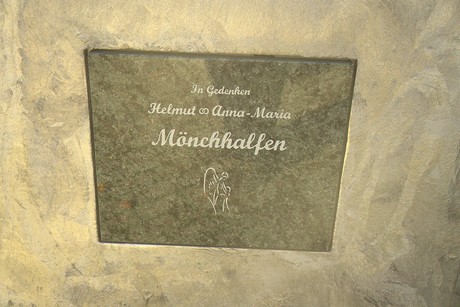 In Gedenken
Helmut ∞ Anna-Maria
Mönchhalfen